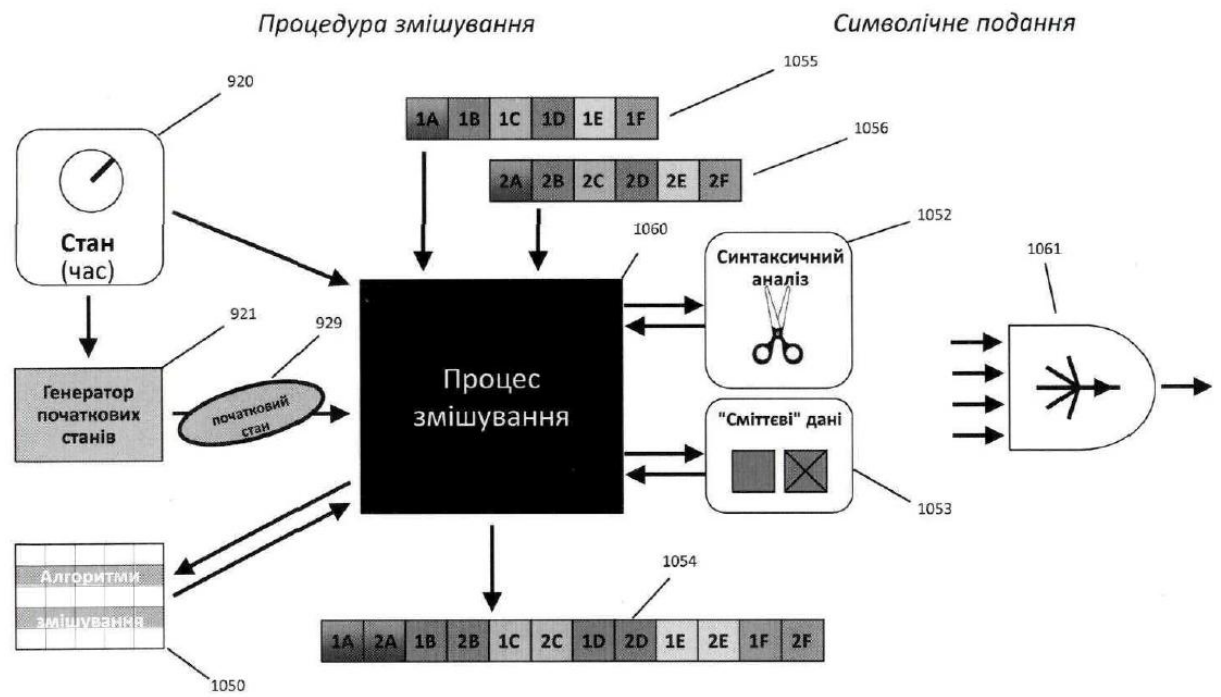 Процедура змішування
Символічне подання
920
1055
1A 1B 1C 1D 1E 1F
1056
2A 2B 2C 2D 2E 2F
Стан
(час)
1060
1052
Синтаксичний
аналіз
1061
921
929
Генератор
початкових
станів
початковий
стан
Процес
змішування
"Сміттєві" дані
1053
Алгоритми
змішування
1050
1054
1A 2A 1B 2B 1C 2C 1D 2D 1E 2E 1F 2F